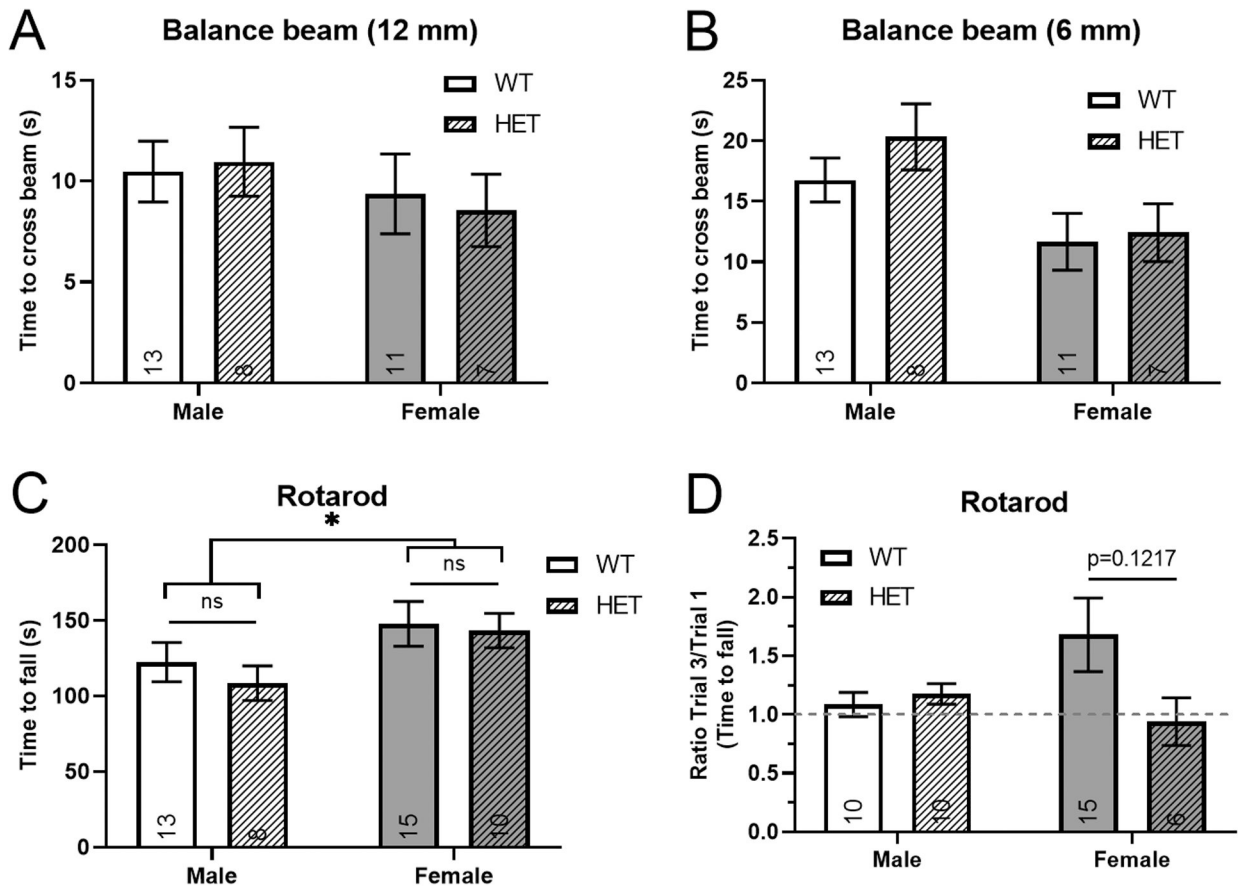 A
Balance beam (12 mm)
Time to cross beam (s)
15
10
5
0
WT
HET
13
8
11
7
Male
Female
B
Balance beam (6 mm)
Time to cross beam (s)
25
20
15
10
5
0
WT
HET
13
8
11
7
Male
Female
C
Rotarod
*
Time to fall (s)
200
150
100
50
0
ns
ns
WT
HET
13
8
15
10
Male
Female
D
Rotarod
Ratio Trial 3/Trial 1
(Time to fall)
2.5
2.0
1.5
1.0
0.5
0.0
WT
HET
p=0.1217
10
10
15
6
Male
Female